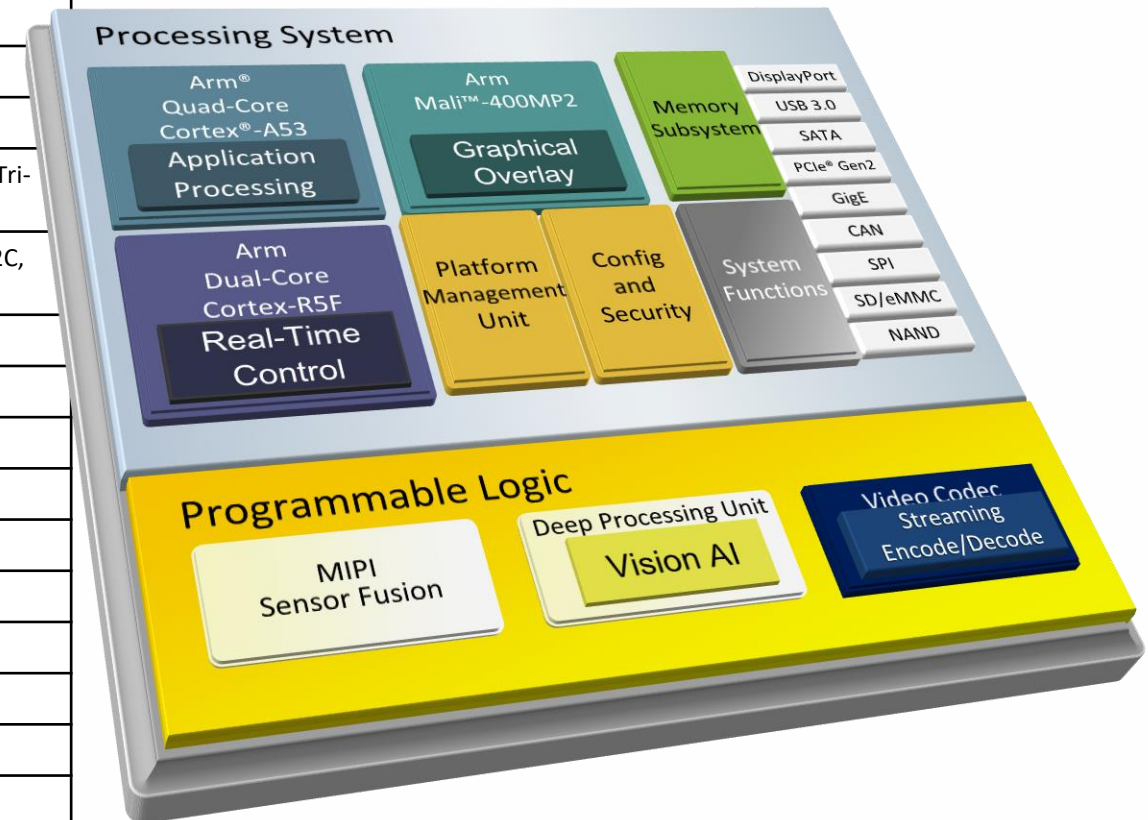 Tri-
2C,
Processing System
Arm®
Quad-Core
Cortex®-A53
Application
Processing
Arm
Mali™-400MP2
Graphical
Overlay
Memory
Subsystem
DisplayPort
USB 3.0
SATA
PCIe® Gen2
GigE
CAN
SPI
SD/eMMC
NAND
Arm
Dual-Core
Cortex-R5F
Real-Time
Control
Platform
Management
Unit
Config
and
Security
System
Functions
Programmable Logic
MIPI
Sensor Fusion
Deep Processing Unit
Vision AI
Video Codec
Streaming
Encode/Decode